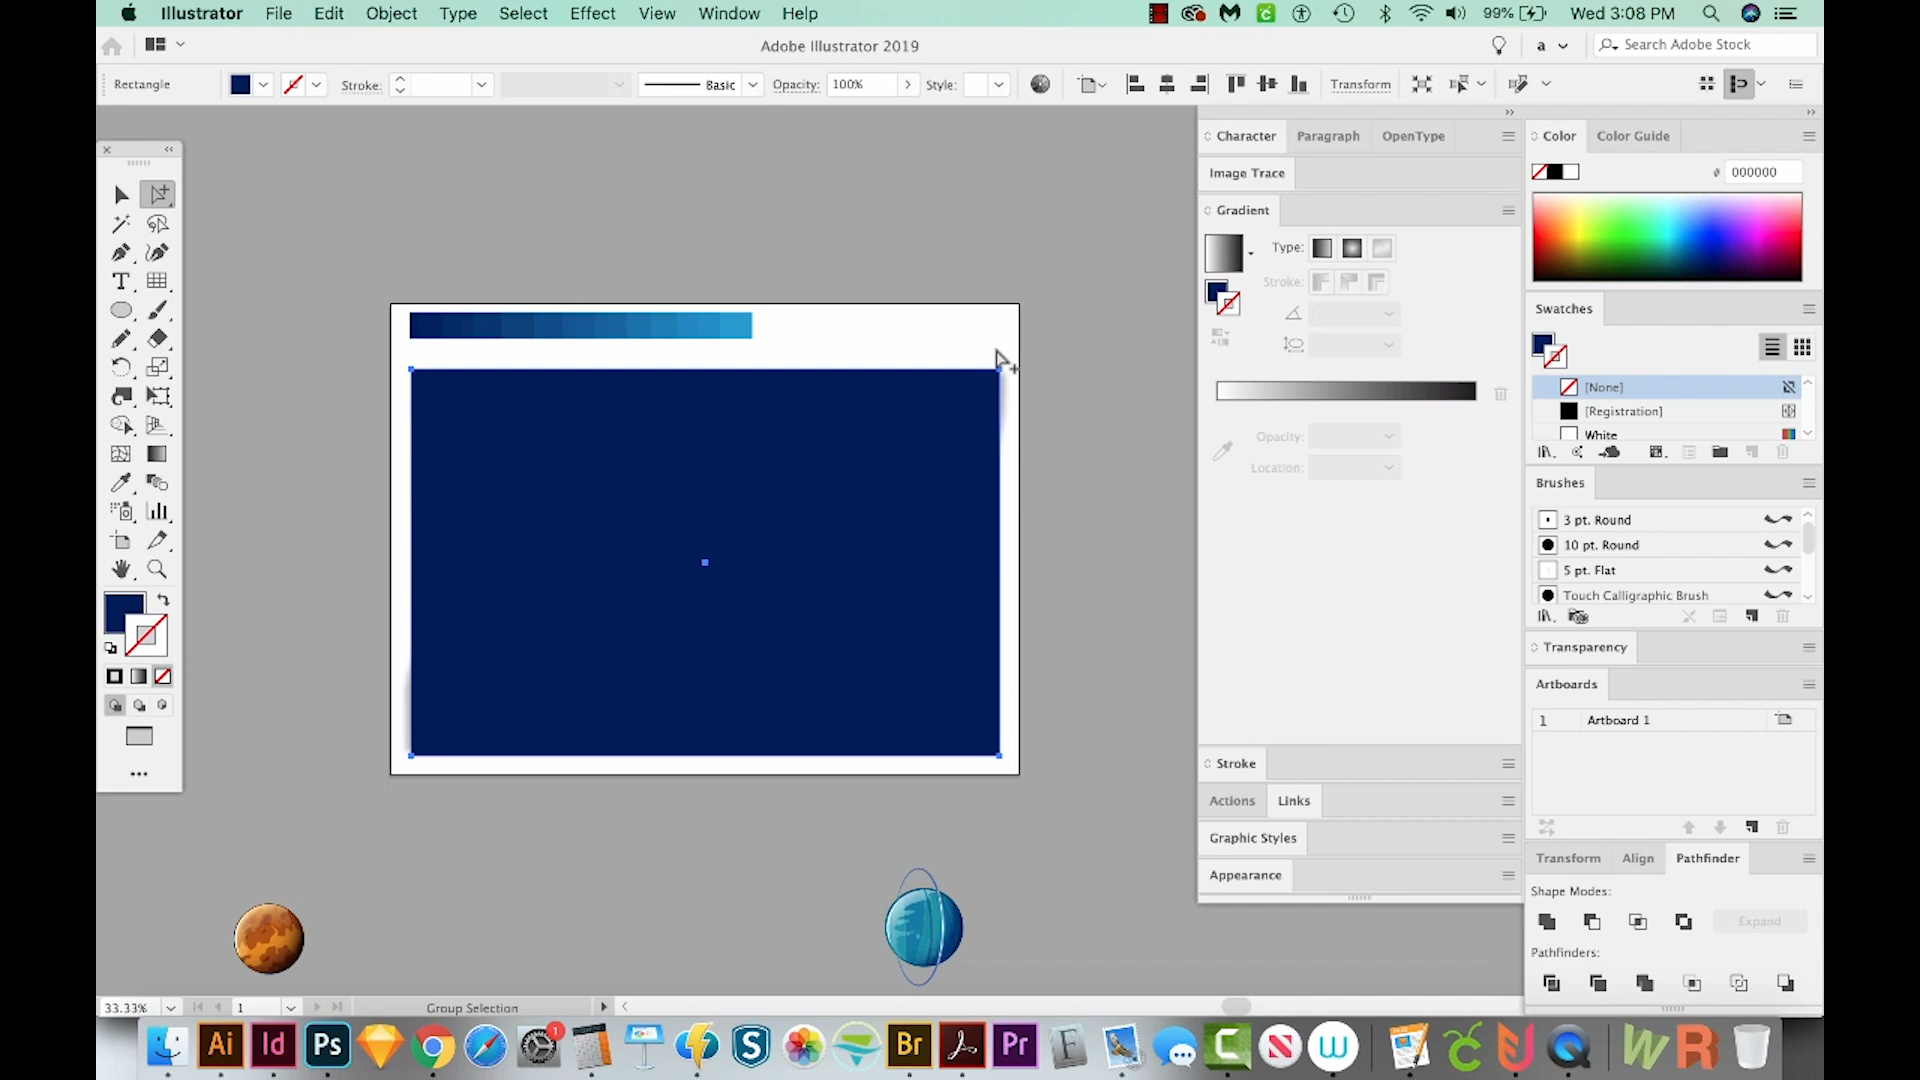 Illustrator File Edit Object Type Select Effect View Window Help 99% Wed 3:08 PM
Adobe Illustrator 2019 a Search Adobe Stock
Rectangle Stroke: Basic Opacity: 100% Style: Transform
Character Paragraph OpenType
Image Trace
Gradient
Type:
Stroke:
Opacity:
Location:
Stroke
Actions Links
Graphic Styles
Appearance
Color Color Guide
# 000000
Swatches
[None]
[Registration]
White
Brushes
3 pt. Round
10 pt. Round
5 pt. Flat
Touch Calligraphic Brush
Transparency
Artboards
1 Artboard 1
Transform Align Pathfinder
Shape Modes:
Expand
Pathfinders:
33.33% 1 Group Selection
Ai Id Ps 1 S Br Pr F C N W U W R